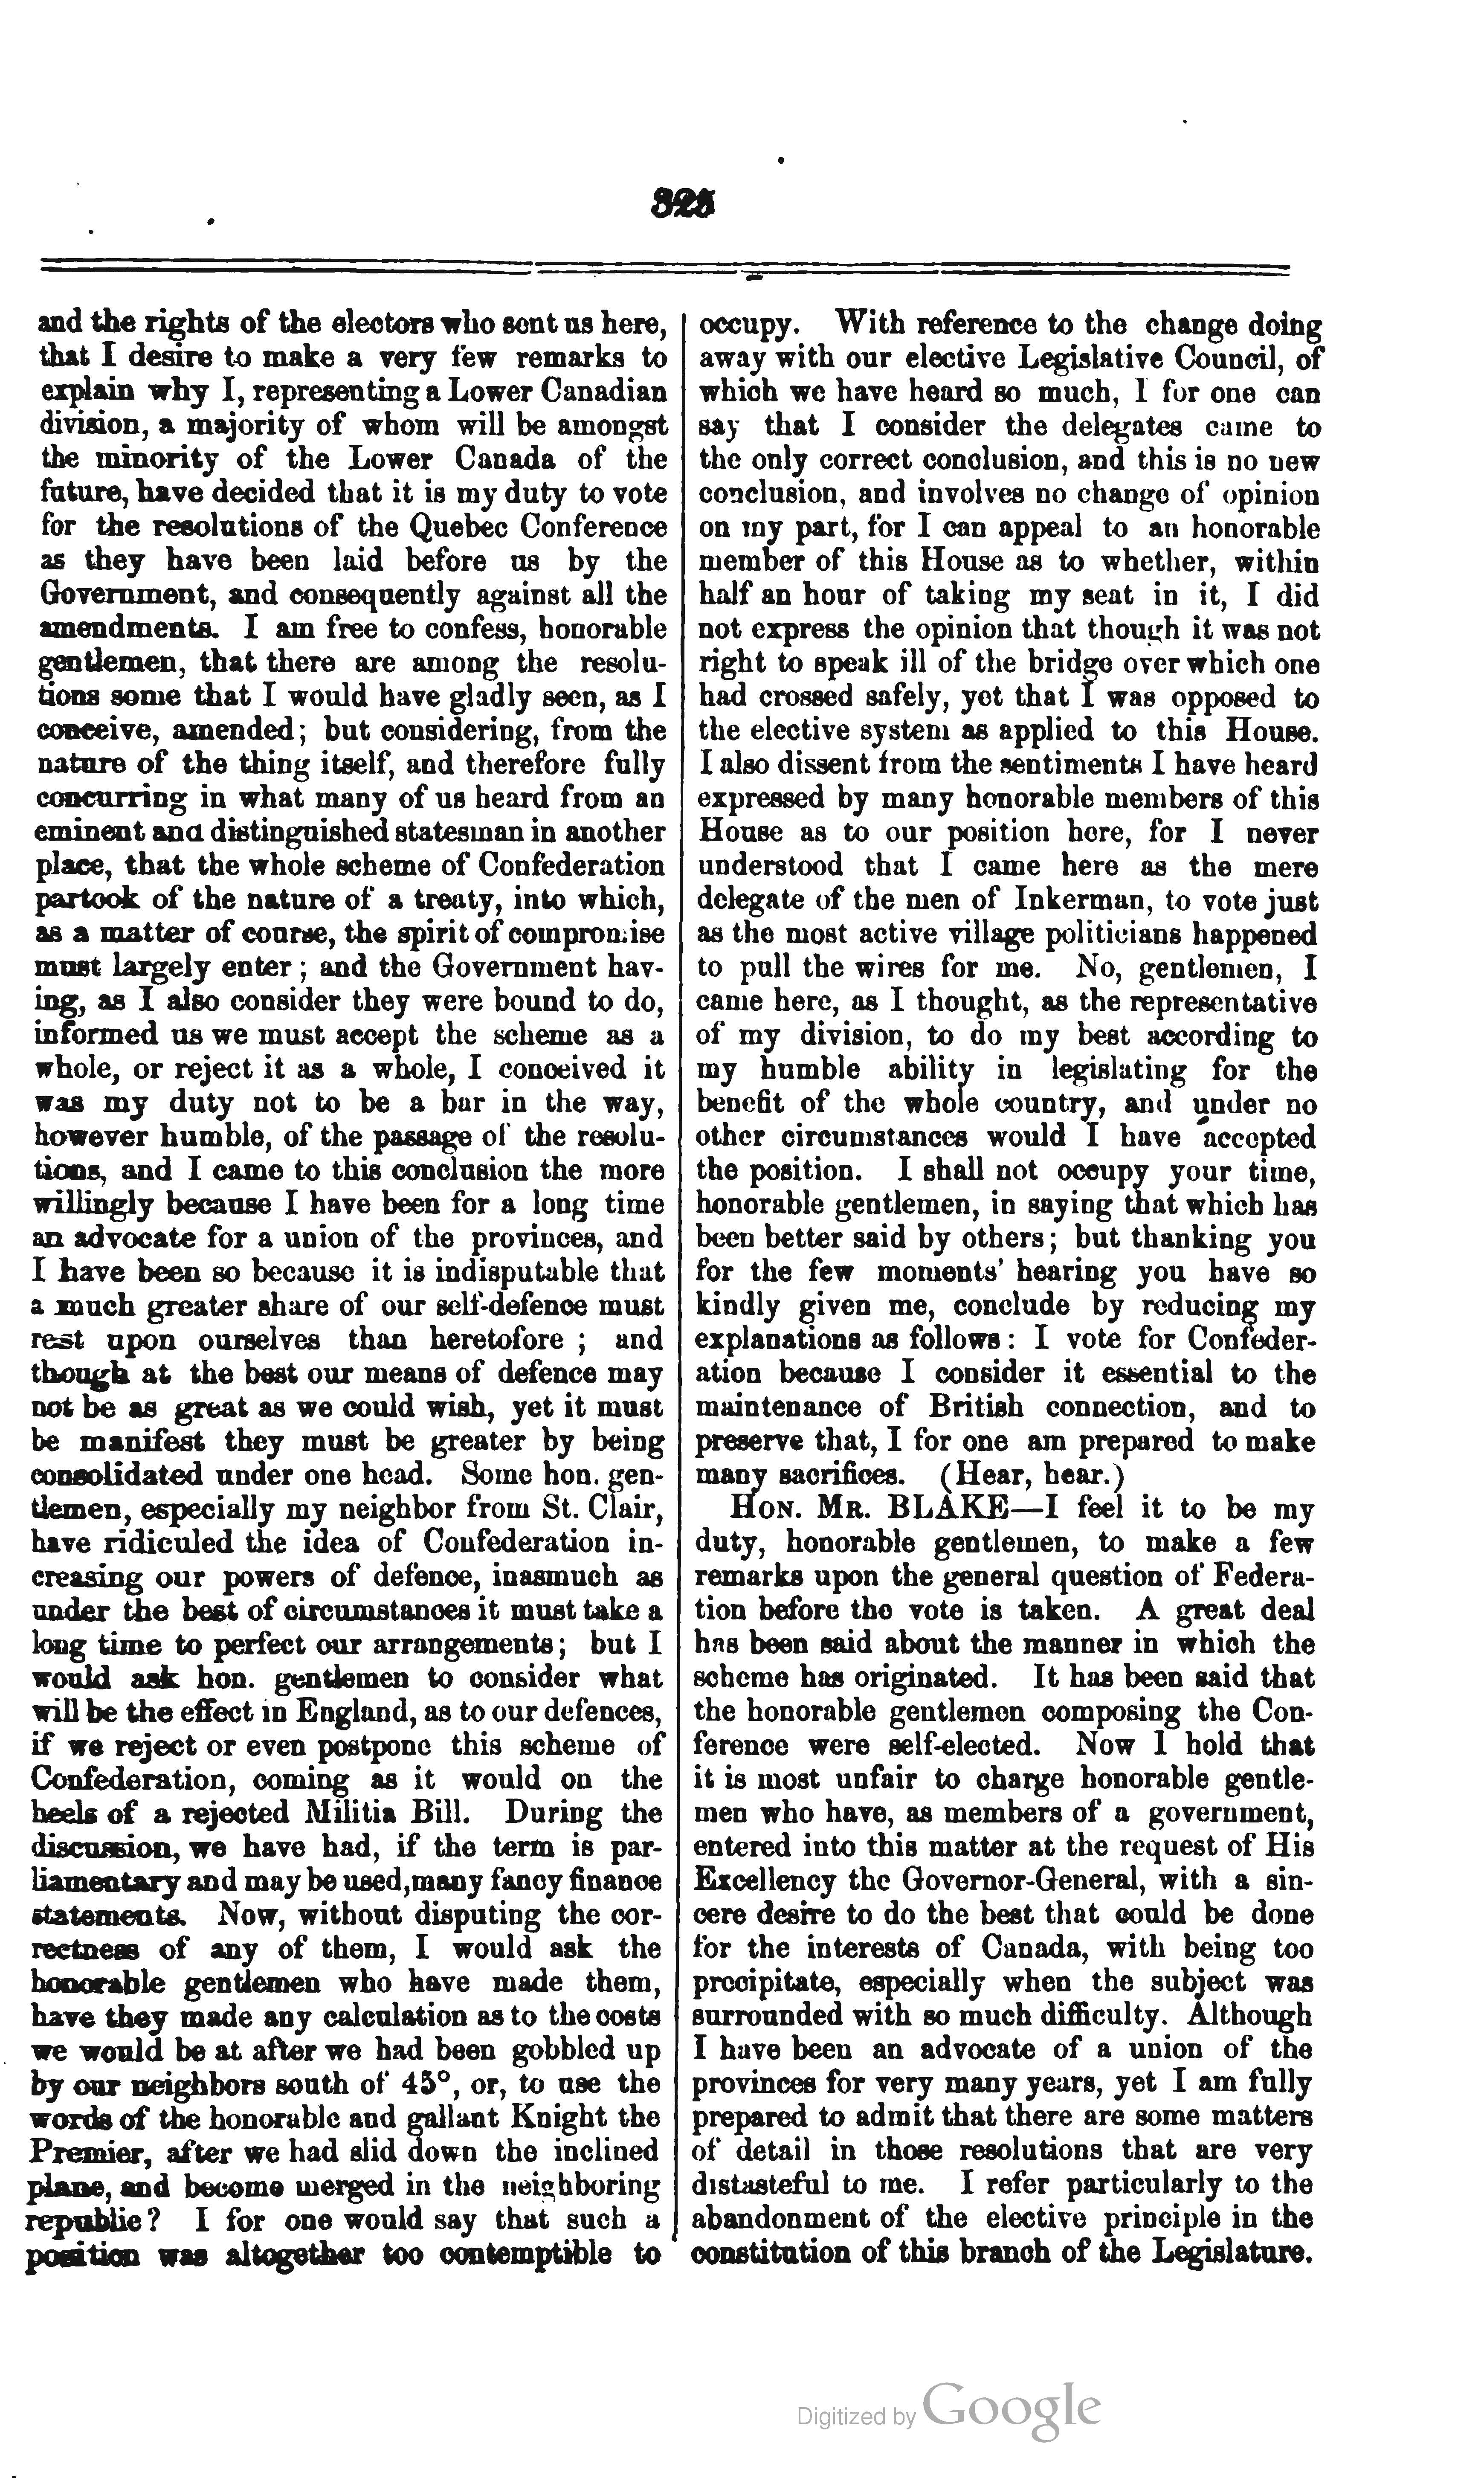 and the rights of the electors who sent us here,
that I desire to make a very few remarks to
explain why I, representing a Lower Canadian
division, a majority of whom will be amongst
the minority of the Lower Canada of the
future, have decided that it is my duty to vote
for the resolutions of the Quebec Conference
as they have been laid before us by the
Government, and consequently against all the
amendments. I am free to confess, honorable
gentlemen, that there are among the resolu-
tions some that I would have gladly seen, as I
conceive, amended; but considering, from the
nature of the thing itself, and therefore fully
concurring in what many of us heard from an
eminent and distinguished statesman in another
place, that the whole scheme of Confederation
partook of the nature of a treaty, into which,
as a matter of course, the spirit of compromise
must largely enter; and the Government hav-
ing, as I also consider they were bound to do,
informed us we must accept the scheme as a
whole, or reject it as a whole, I conceived it
was my duty not to be a bar in the way,
however humble, of the passage of the resolu-
tions, and I came to this conclusion the more
willingly because I have been for a long time
an advocate for a union of the provinces, and
I have been so because it is indisputable that
a much greater share of our self-defence must
rest upon ourselves than heretofore ; and
though at the best our means of defence may
not be as great as we could wish, yet it must
be manifest they must be greater by being
consolidated under one head. Some hon. gen-
tlemen, especially my neighbor from St. Clair,
have ridiculed the idea of Confederation in-
creasing our powers of defence, inasmuch as
under the best of circumstances it must take a
long time to perfect our arrangements; but I
would ask hon. gentlemen to consider what
will be the effect in England, as to our defences,
if we reject or even postpone this scheme of
Confederation, coming as it would on the
heels of a rejected Militia Bill. During the
discussion, we have had, if the term is par-
liamentary and may be used, many fancy finance
statements. Now, without disputing the cor-
rectness of any of them, I would ask the
honorable gentlemen who have made them,
have they made any calculation as to the costs
we would be at after we had been gobbled up
by our neighbors south of 45°, or, to use the
words of the honorable and gallant Knight the
Premier, after we had slid down the inclined
plane, and become merged in the neighboring
republic? I for one would say that such a
position was altogether too contemptible to
occupy. With reference to the change doing
away with our elective Legislative Council, of
which we have heard so much, I for one can
say that I consider the delegates came to
the only correct conclusion, and this is no new
conclusion, and involves no change of opinion
on my part, for I can appeal to an honorable
member of this House as to whether, within
half an hour of taking my seat in it, I did
not express the opinion that though it was not
right to speak ill of the bridge over which one
had crossed safely, yet that I was opposed to
the elective system as applied to this House.
I also dissent from the sentiments I have heard
expressed by many honorable members of this
House as to our position here, for I never
understood that I came here as the mere
delegate of the men of Inkerman, to vote just
as the most active village politicians happened
to pull the wires for me. No, gentlemen, I
came here, as I thought, as the representative
of my division, to do my best according to
my humble ability in legislating for the
benefit of the whole country, and under no
other circumstances would I have accepted
the position. I shall not occupy your time,
honorable gentlemen, in saying that which has
been better said by others; but thanking you
for the few moments' hearing you have so
kindly given me, conclude by reducing my
explanations as follows: I vote for Confeder-
ation because I consider it essential to the
maintenance of British connection, and to
preserve that, I for one am prepared to make
many sacrifices. (Hear, hear.)
HON. MR. BLAKE—I feel it to be my
duty, honorable gentlemen, to make a few
remarks upon the general question of Federa-
tion before the vote is taken. A great deal
has been said about the manner in which the
scheme has originated. It has been said that
the honorable gentlemen composing the Con-
ference were self-elected. Now I hold that
it is most unfair to charge honorable gentle-
men who have, as members of a government,
entered into this matter at the request of His
Excellency the Governor-General, with a sin-
cere desire to do the best that could be done
for the interests of Canada, with being too
precipitate, especially when the subject was
surrounded with so much difficulty. Although
I have been an advocate of a union of the
provinces for very many years, yet I am fully
prepared to admit that there are some matters
of detail in those resolutions that are very
distasteful to me. I refer particularly to the
abandonment of the elective principle in the
constitution of this branch of the Legislature.
Digitized by Google